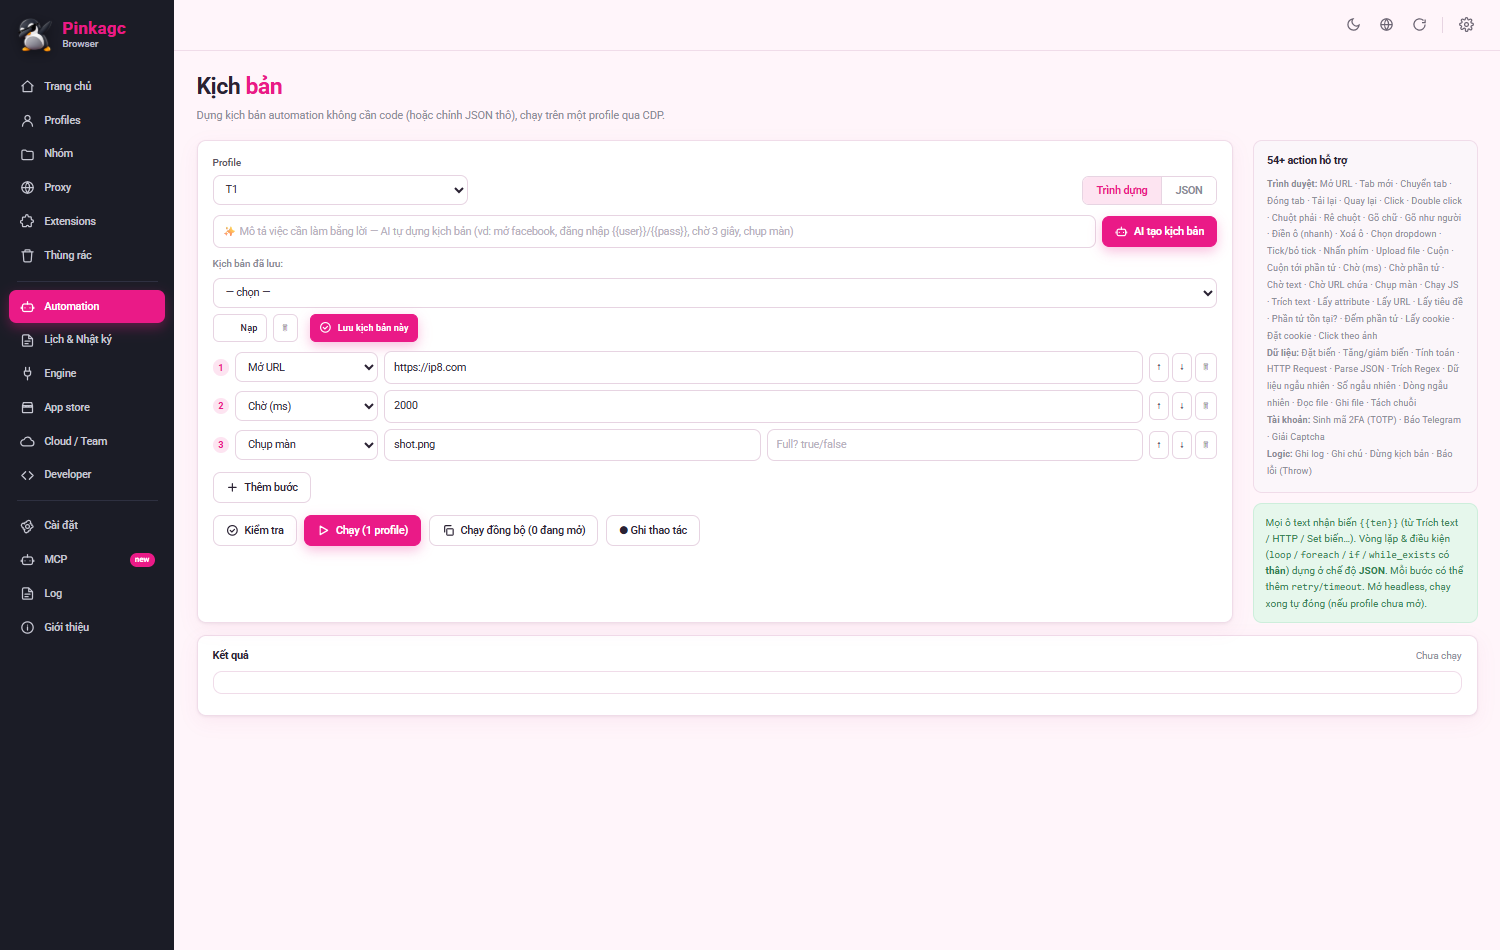 Pinkagc
Browser
Trang chủ
Profiles
Nhóm
Proxy
Extensions
Thùng rác
Automation
Lịch & Nhật ký
Engine
App store
Cloud / Team
Developer
Cài đặt
MCP
new
Log
Giới thiệu
Kịch bản
Dựng kịch bản automation không cần code (hoặc chỉnh JSON thô), chạy trên một profile qua CDP.
Profile
T1
Trình dựng
JSON
✨ Mô tả việc cần làm bằng lời — AI tự dựng kịch bản (vd: mở facebook, đăng nhập {{user}}/{{pass}}, chờ 3 giây, chụp màn)
AI tạo kịch bản
Kịch bản đã lưu:
— chọn —
Nạp
Lưu kịch bản này
1
Mở URL
https://ip8.com
↑
↓
2
Chờ (ms)
2000
↑
↓
3
Chụp màn
shot.png
Full? true/false
↑
↓
Thêm bước
Kiểm tra
Chạy (1 profile)
Chạy đồng bộ (0 đang mở)
Ghi thao tác
54+ action hỗ trợ
Trình duyệt: Mở URL · Tab mới · Chuyển tab ·
Đóng tab · Tải lại · Quay lại · Click · Double click
· Chuột phải · Rê chuột · Gõ chữ · Gõ như người
· Điền ô (nhanh) · Xoá ô · Chọn dropdown ·
Tick/bỏ tick · Nhấn phím · Upload file · Cuộn ·
Cuộn tới phần tử · Chờ (ms) · Chờ phần tử ·
Chờ text · Chờ URL chứa · Chụp màn · Chạy JS
· Trích text · Lấy attribute · Lấy URL · Lấy tiêu đề
· Phần tử tồn tại? · Đếm phần tử · Lấy cookie ·
Đặt cookie · Click theo ảnh
Dữ liệu: Đặt biến · Tăng/giảm biến · Tính toán ·
HTTP Request · Parse JSON · Trích Regex · Dữ
liệu ngẫu nhiên · Số ngẫu nhiên · Dòng ngẫu
nhiên · Đọc file · Ghi file · Tách chuỗi
Tài khoản: Sinh mã 2FA (TOTP) · Báo Telegram
· Giải Captcha
Logic: Ghi log · Ghi chú · Dừng kịch bản · Báo
lỗi (Throw)
Mọi ô text nhận biến {{ten}} (từ Trích text
/ HTTP / Set biến…). Vòng lặp & điều kiện
(loop / foreach / if / while_exists có
thân) dựng ở chế độ JSON. Mỗi bước có thể
thêm retry/timeout. Mở headless, chạy
xong tự đóng (nếu profile chưa mở).
Kết quả
Chưa chạy